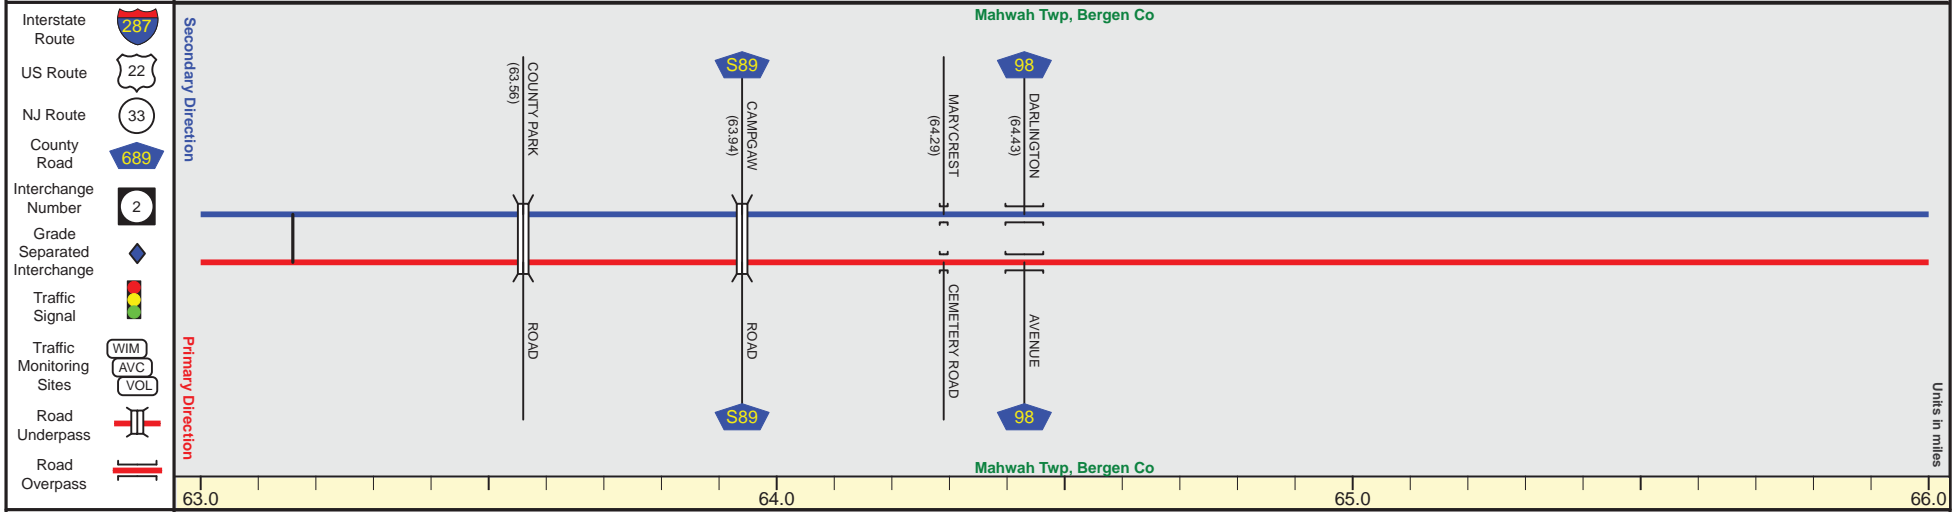 Interstate
Route
287
US Route
22
NJ Route
33
County
Road
689
Interchange
Number
2
Grade
Separated
Interchange
Traffic
Signal
Traffic
Monitoring
Sites
WIM
AVC
VOL
Road
Underpass
Road
Overpass
Secondary Direction
Primary Direction
Mahwah Twp, Bergen Co
COUNTY PARK
(63.56)
ROAD
S89
CAMPGAW
(63.94)
ROAD
S89
MARYCREST
(64.29)
CEMETERY ROAD
98
DARLINGTON
(64.43)
AVENUE
98
Mahwah Twp, Bergen Co
Units in miles
63.0
64.0
65.0
66.0